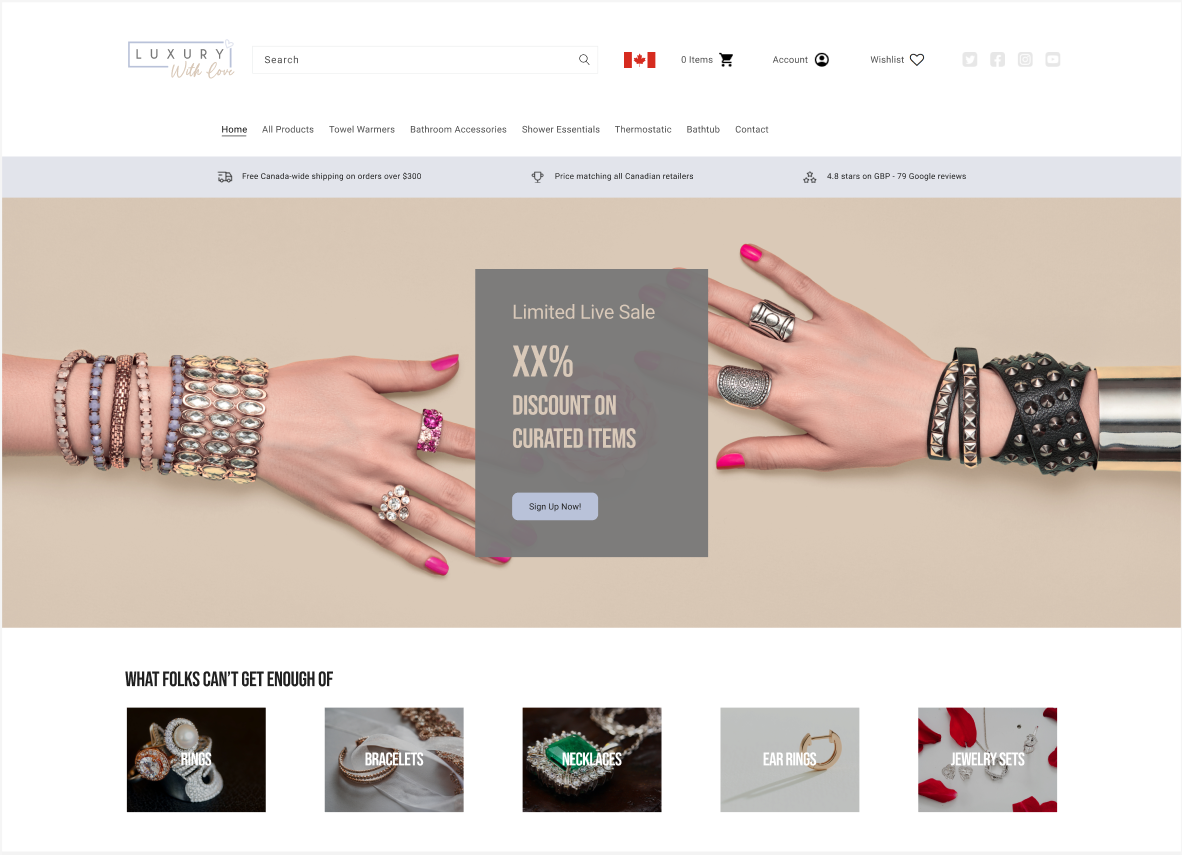 LUXURY
With Love
Search
0 Items
Account
Wishlist
Home
All Products
Towel Warmers
Bathroom Accessories
Shower Essentials
Thermostatic
Bathtub
Contact
Free Canada-wide shipping on orders over $300
Price matching all Canadian retailers
4.8 stars on GBP - 79 Google reviews
Limited Live Sale
XX%
DISCOUNT ON
CURATED ITEMS
Sign Up Now!
WHAT FOLKS CAN'T GET ENOUGH OF
RINGS
BRACELETS
NECKLACES
EAR RINGS
JEWELRY SETS